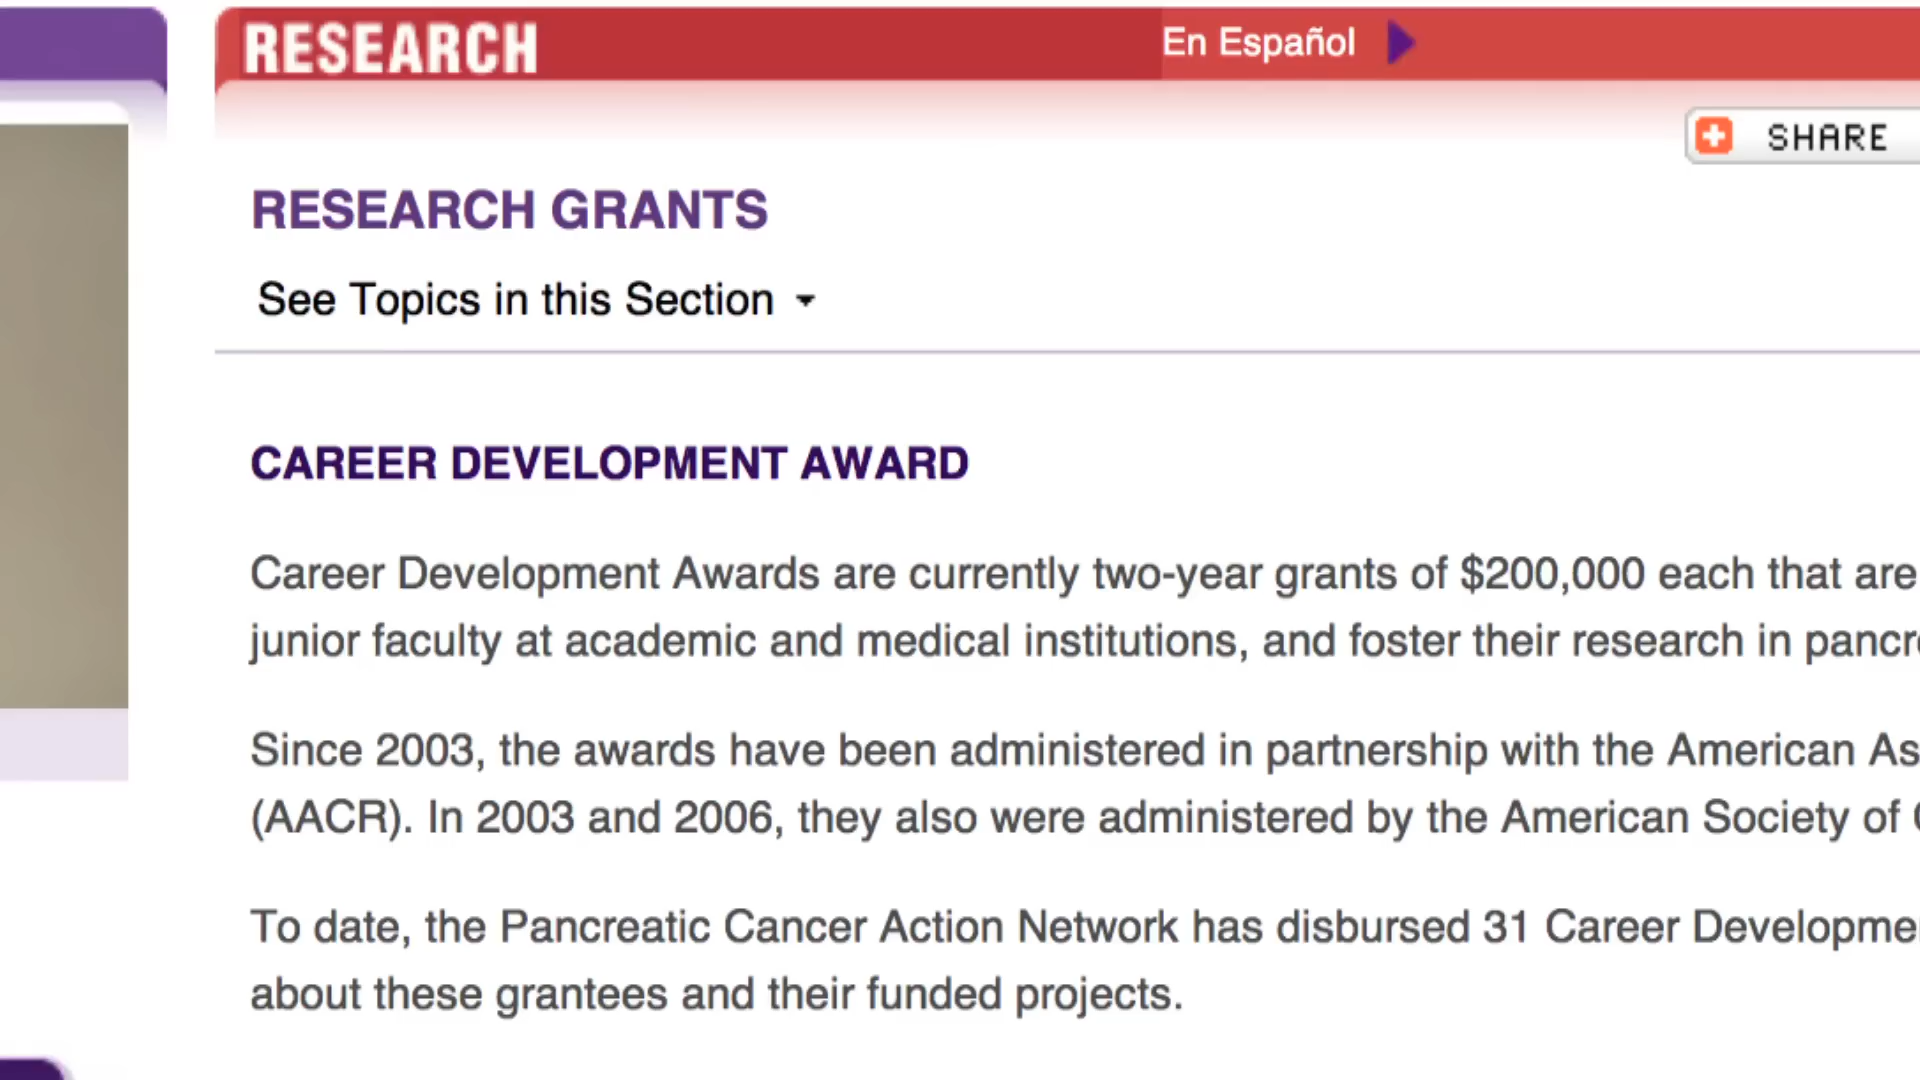 RESEARCH
En Español
SHARE
RESEARCH GRANTS
See Topics in this Section
CAREER DEVELOPMENT AWARD
Career Development Awards are currently two-year grants of $200,000 each that are
junior faculty at academic and medical institutions, and foster their research in
Since 2003, the awards have been administered in partnership with the American
(AACR). In 2003 and 2006, they also were administered by the American Society of
To date, the Pancreatic Cancer Action Network has disbursed 31 Career
about these grantees and their funded projects.